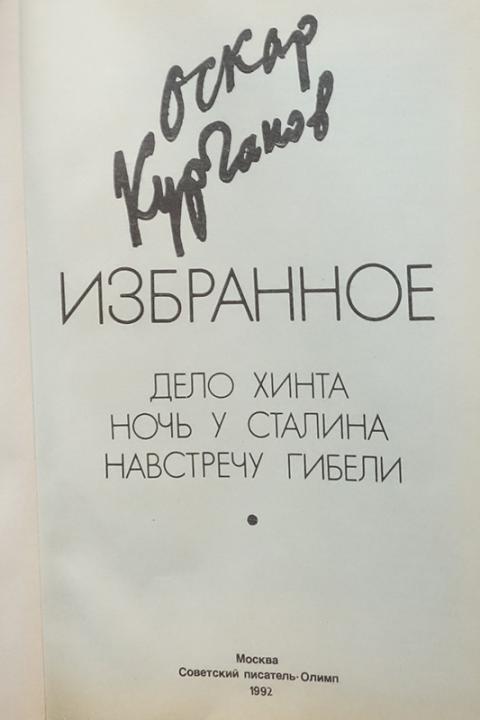 Оскар
Курганов
ИЗБРАННОЕ
ДЕЛО ХИНТА
НОЧЬ У СТАЛИНА
НАВСТРЕЧУ ГИБЕЛИ
Москва
Советский писатель·Олимп
1992